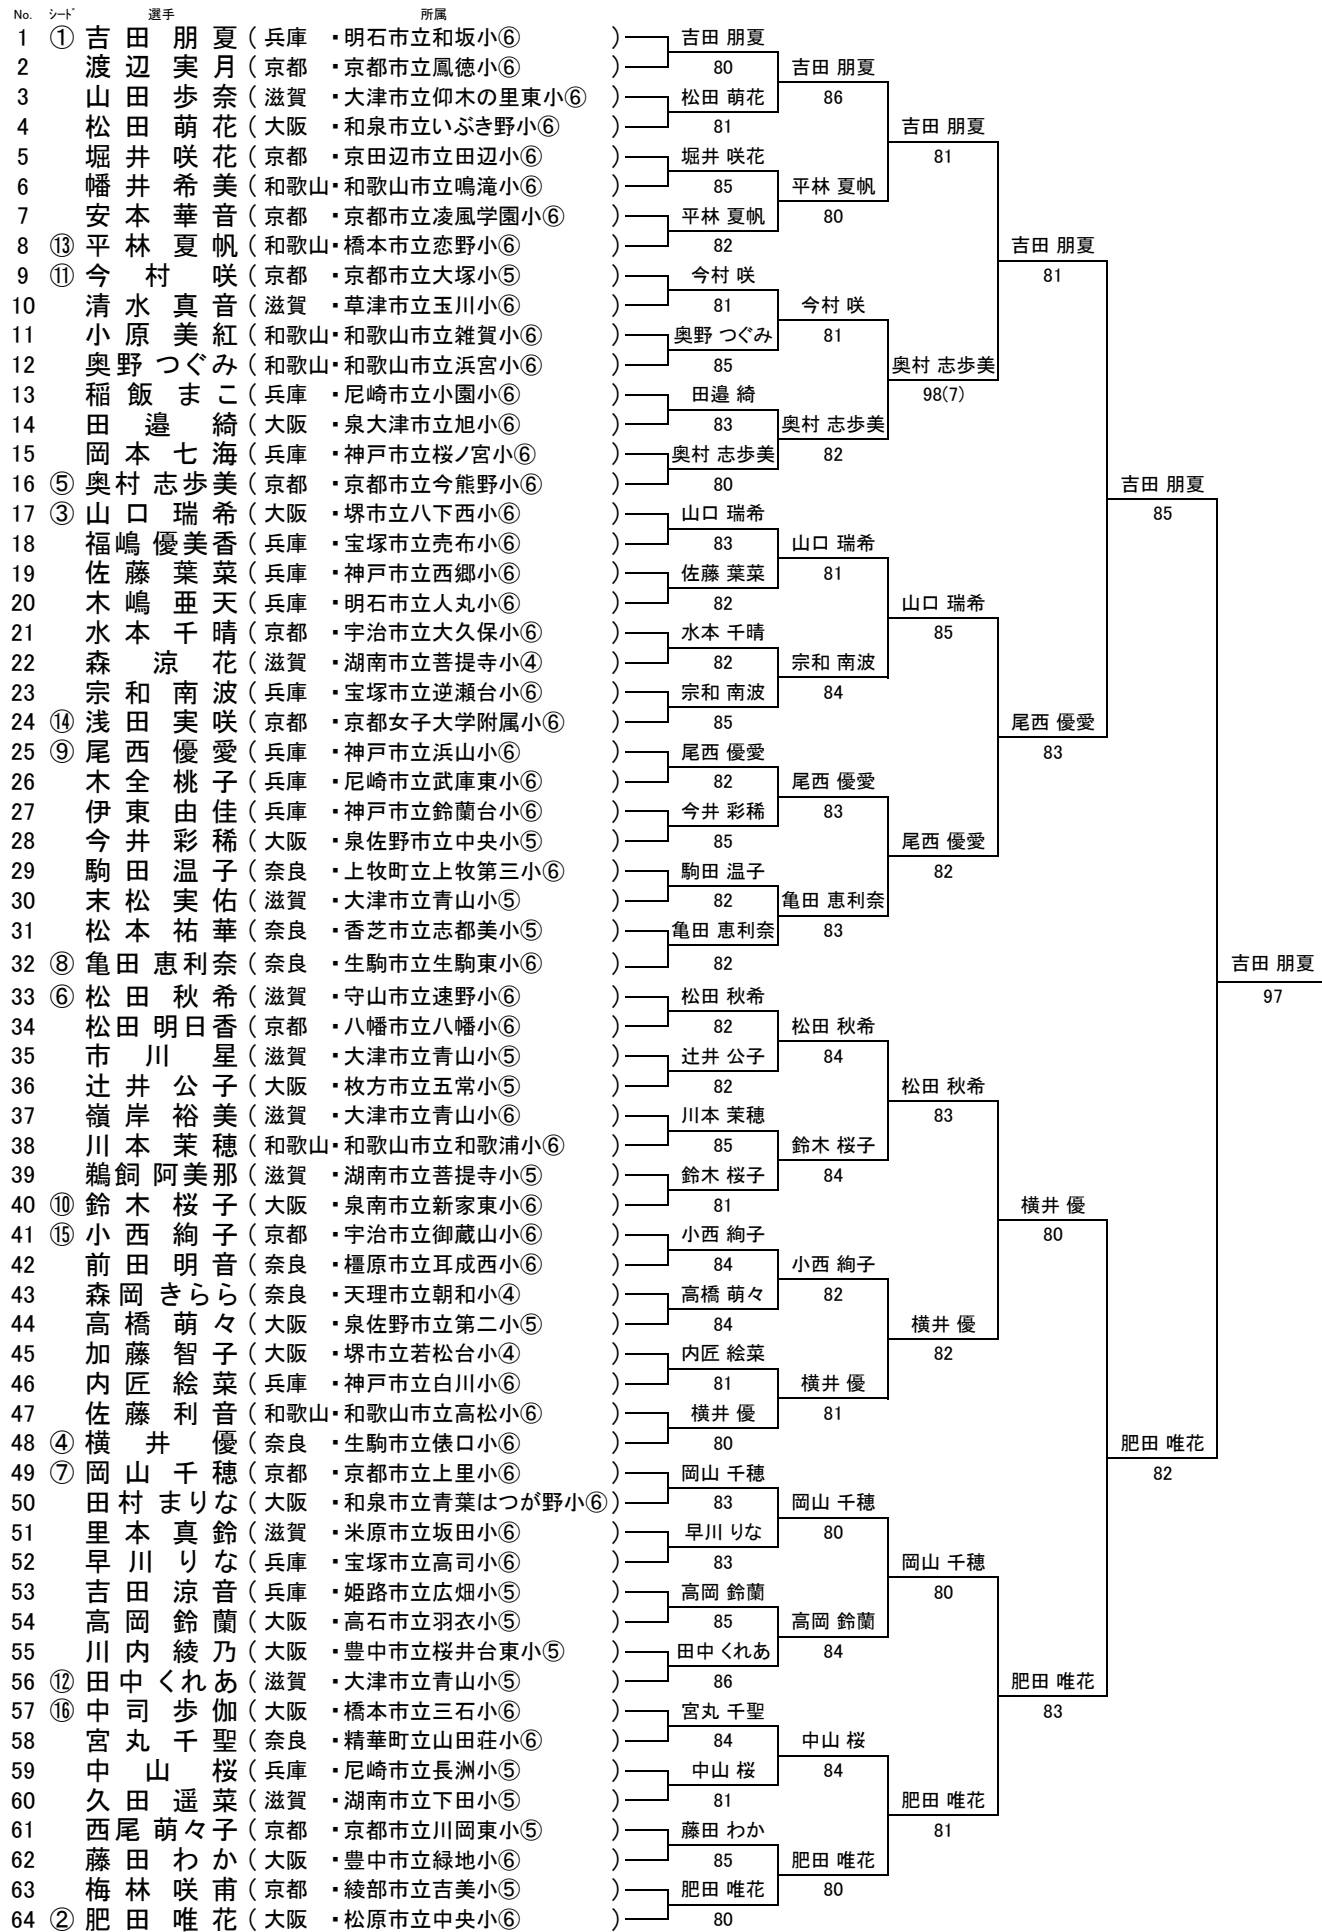 No. シード 選手 所属
1 ① 吉田 朋夏 ( 兵庫 ・明石市立和坂小⑥ ) 吉田 朋夏
2 渡辺 実月 ( 京都 ・京都市立鳳徳小⑥ ) 80 吉田 朋夏
3 山田 歩奈 ( 滋賀 ・大津市立仰木の里東小⑥ ) 松田 萌花 86
4 松田 萌花 ( 大阪 ・和泉市立いぶき野小⑥ ) 81 吉田 朋夏
5 堀井 咲花 ( 京都 ・京田辺市立田辺小⑥ ) 堀井 咲花 81
6 幡井 希美 ( 和歌山・和歌山市立鳴滝小⑥ ) 85 平林 夏帆
7 安本 華音 ( 京都 ・京都市立凌風学園小⑥ ) 平林 夏帆 80
8 ⑬ 平林 夏帆 ( 和歌山・橋本市立恋野小⑥ ) 82 吉田 朋夏
9 ⑪ 今村 咲 ( 京都 ・京都市立大塚小⑤ ) 今村 咲 81
10 清水 真音 ( 滋賀 ・草津市立玉川小⑥ ) 81 今村 咲
11 小原 美紅 ( 和歌山・和歌山市立雑賀小⑥ ) 奥野 つぐみ 81
12 奥野 つぐみ ( 和歌山・和歌山市立浜宮小⑥ ) 85 奥村 志歩美
13 稲飯 まこ ( 兵庫 ・尼崎市立小園小⑥ ) 田邉 綺 98(7)
14 田邉 綺 ( 大阪 ・泉大津市立旭小⑥ ) 83 奥村 志歩美
15 岡本 七海 ( 兵庫 ・神戸市立桜ノ宮小⑥ ) 奥村 志歩美 82
16 ⑤ 奥村 志歩美 ( 京都 ・京都市立今熊野小⑥ ) 80 吉田 朋夏
17 ③ 山口 瑞希 ( 大阪 ・堺市立八下西小⑥ ) 山口 瑞希 85
18 福嶋 優美香 ( 兵庫 ・宝塚市立売布小⑥ ) 83 山口 瑞希
19 佐藤 葉菜 ( 兵庫 ・神戸市立西郷小⑥ ) 佐藤 葉菜 81
20 木嶋 亜天 ( 兵庫 ・明石市立人丸小⑥ ) 82 山口 瑞希
21 水本 千晴 ( 京都 ・宇治市立大久保小⑥ ) 水本 千晴 85
22 森 涼花 ( 滋賀 ・湖南市立菩提寺小④ ) 82 宗和 南波
23 宗和 南波 ( 兵庫 ・宝塚市立逆瀬台小⑥ ) 宗和 南波 84
24 ⑭ 浅田 実咲 ( 京都 ・京都女子大学附属小⑥ ) 85 尾西 優愛
25 ⑨ 尾西 優愛 ( 兵庫 ・神戸市立浜山小⑥ ) 尾西 優愛 83
26 木全 桃子 ( 兵庫 ・尼崎市立武庫東小⑥ ) 82 尾西 優愛
27 伊東 由佳 ( 兵庫 ・神戸市立鈴蘭台小⑥ ) 今井 彩稀 83
28 今井 彩稀 ( 大阪 ・泉佐野市立中央小⑤ ) 85 尾西 優愛
29 駒田 温子 ( 奈良 ・上牧町立上牧第三小⑥ ) 駒田 温子 82
30 末松 実佑 ( 滋賀 ・大津市立青山小⑤ ) 82 亀田 恵利奈
31 松本 祐華 ( 奈良 ・香芝市立志都美小⑤ ) 亀田 恵利奈 83
32 ⑧ 亀田 恵利奈 ( 奈良 ・生駒市立生駒東小⑥ ) 82 吉田 朋夏
33 ⑥ 松田 秋希 ( 滋賀 ・守山市立速野小⑥ ) 松田 秋希 97
34 松田 明日香 ( 京都 ・八幡市立八幡小⑥ ) 82 松田 秋希
35 市川 星 ( 滋賀 ・大津市立青山小⑤ ) 辻井 公子 84
36 辻井 公子 ( 大阪 ・枚方市立五常小⑤ ) 82 松田 秋希
37 嶺岸 裕美 ( 滋賀 ・大津市立青山小⑥ ) 川本 茉穂 83
38 川本 茉穂 ( 和歌山・和歌山市立和歌浦小⑥ ) 85 鈴木 桜子
39 鵜飼 阿美那 ( 滋賀 ・湖南市立菩提寺小⑤ ) 鈴木 桜子 84
40 ⑩ 鈴木 桜子 ( 大阪 ・泉南市立新家東小⑥ ) 81 横井 優
41 ⑮ 小西 絢子 ( 京都 ・宇治市立御蔵山小⑥ ) 小西 絢子 80
42 前田 明音 ( 奈良 ・橿原市立耳成西小⑥ ) 84 小西 絢子
43 森岡 きらら ( 奈良 ・天理市立朝和小④ ) 高橋 萌々 82
44 高橋 萌々 ( 大阪 ・泉佐野市立第二小⑤ ) 84 横井 優
45 加藤 智子 ( 大阪 ・堺市立若松台小④ ) 内匠 絵菜 82
46 内匠 絵菜 ( 兵庫 ・神戸市立白川小⑥ ) 81 横井 優
47 佐藤 利音 ( 和歌山・和歌山市立高松小⑥ ) 横井 優 81
48 ④ 横井 優 ( 奈良 ・生駒市立俵口小⑥ ) 80 肥田 唯花
49 ⑦ 岡山 千穂 ( 京都 ・京都市立上里小⑥ ) 岡山 千穂 82
50 田村 まりな ( 大阪 ・和泉市立青葉はつが野小⑥ ) 83 岡山 千穂
51 里本 真鈴 ( 滋賀 ・米原市立坂田小⑥ ) 早川 りな 80
52 早川 りな ( 兵庫 ・宝塚市立高司小⑥ ) 83 岡山 千穂
53 吉田 涼音 ( 兵庫 ・姫路市立広畑小⑤ ) 高岡 鈴蘭 80
54 高岡 鈴蘭 ( 大阪 ・高石市立羽衣小⑤ ) 85 高岡 鈴蘭
55 川内 綾乃 ( 大阪 ・豊中市立桜井台東小⑤ ) 田中 くれあ 84
56 ⑫ 田中 くれあ ( 滋賀 ・大津市立青山小⑤ ) 86 肥田 唯花
57 ⑯ 中司 歩伽 ( 大阪 ・橋本市立三石小⑥ ) 宮丸 千聖 83
58 宮丸 千聖 ( 奈良 ・精華町立山田荘小⑥ ) 84 中山 桜
59 中山 桜 ( 兵庫 ・尼崎市立長洲小⑤ ) 中山 桜 84
60 久田 遥菜 ( 滋賀 ・湖南市立下田小⑤ ) 81 肥田 唯花
61 西尾 萌々子 ( 京都 ・京都市立川岡東小⑤ ) 藤田 わか 81
62 藤田 わか ( 大阪 ・豊中市立緑地小⑥ ) 85 肥田 唯花
63 梅林 咲甫 ( 京都 ・綾部市立吉美小⑤ ) 肥田 唯花 80
64 ② 肥田 唯花 ( 大阪 ・松原市立中央小⑥ ) 80